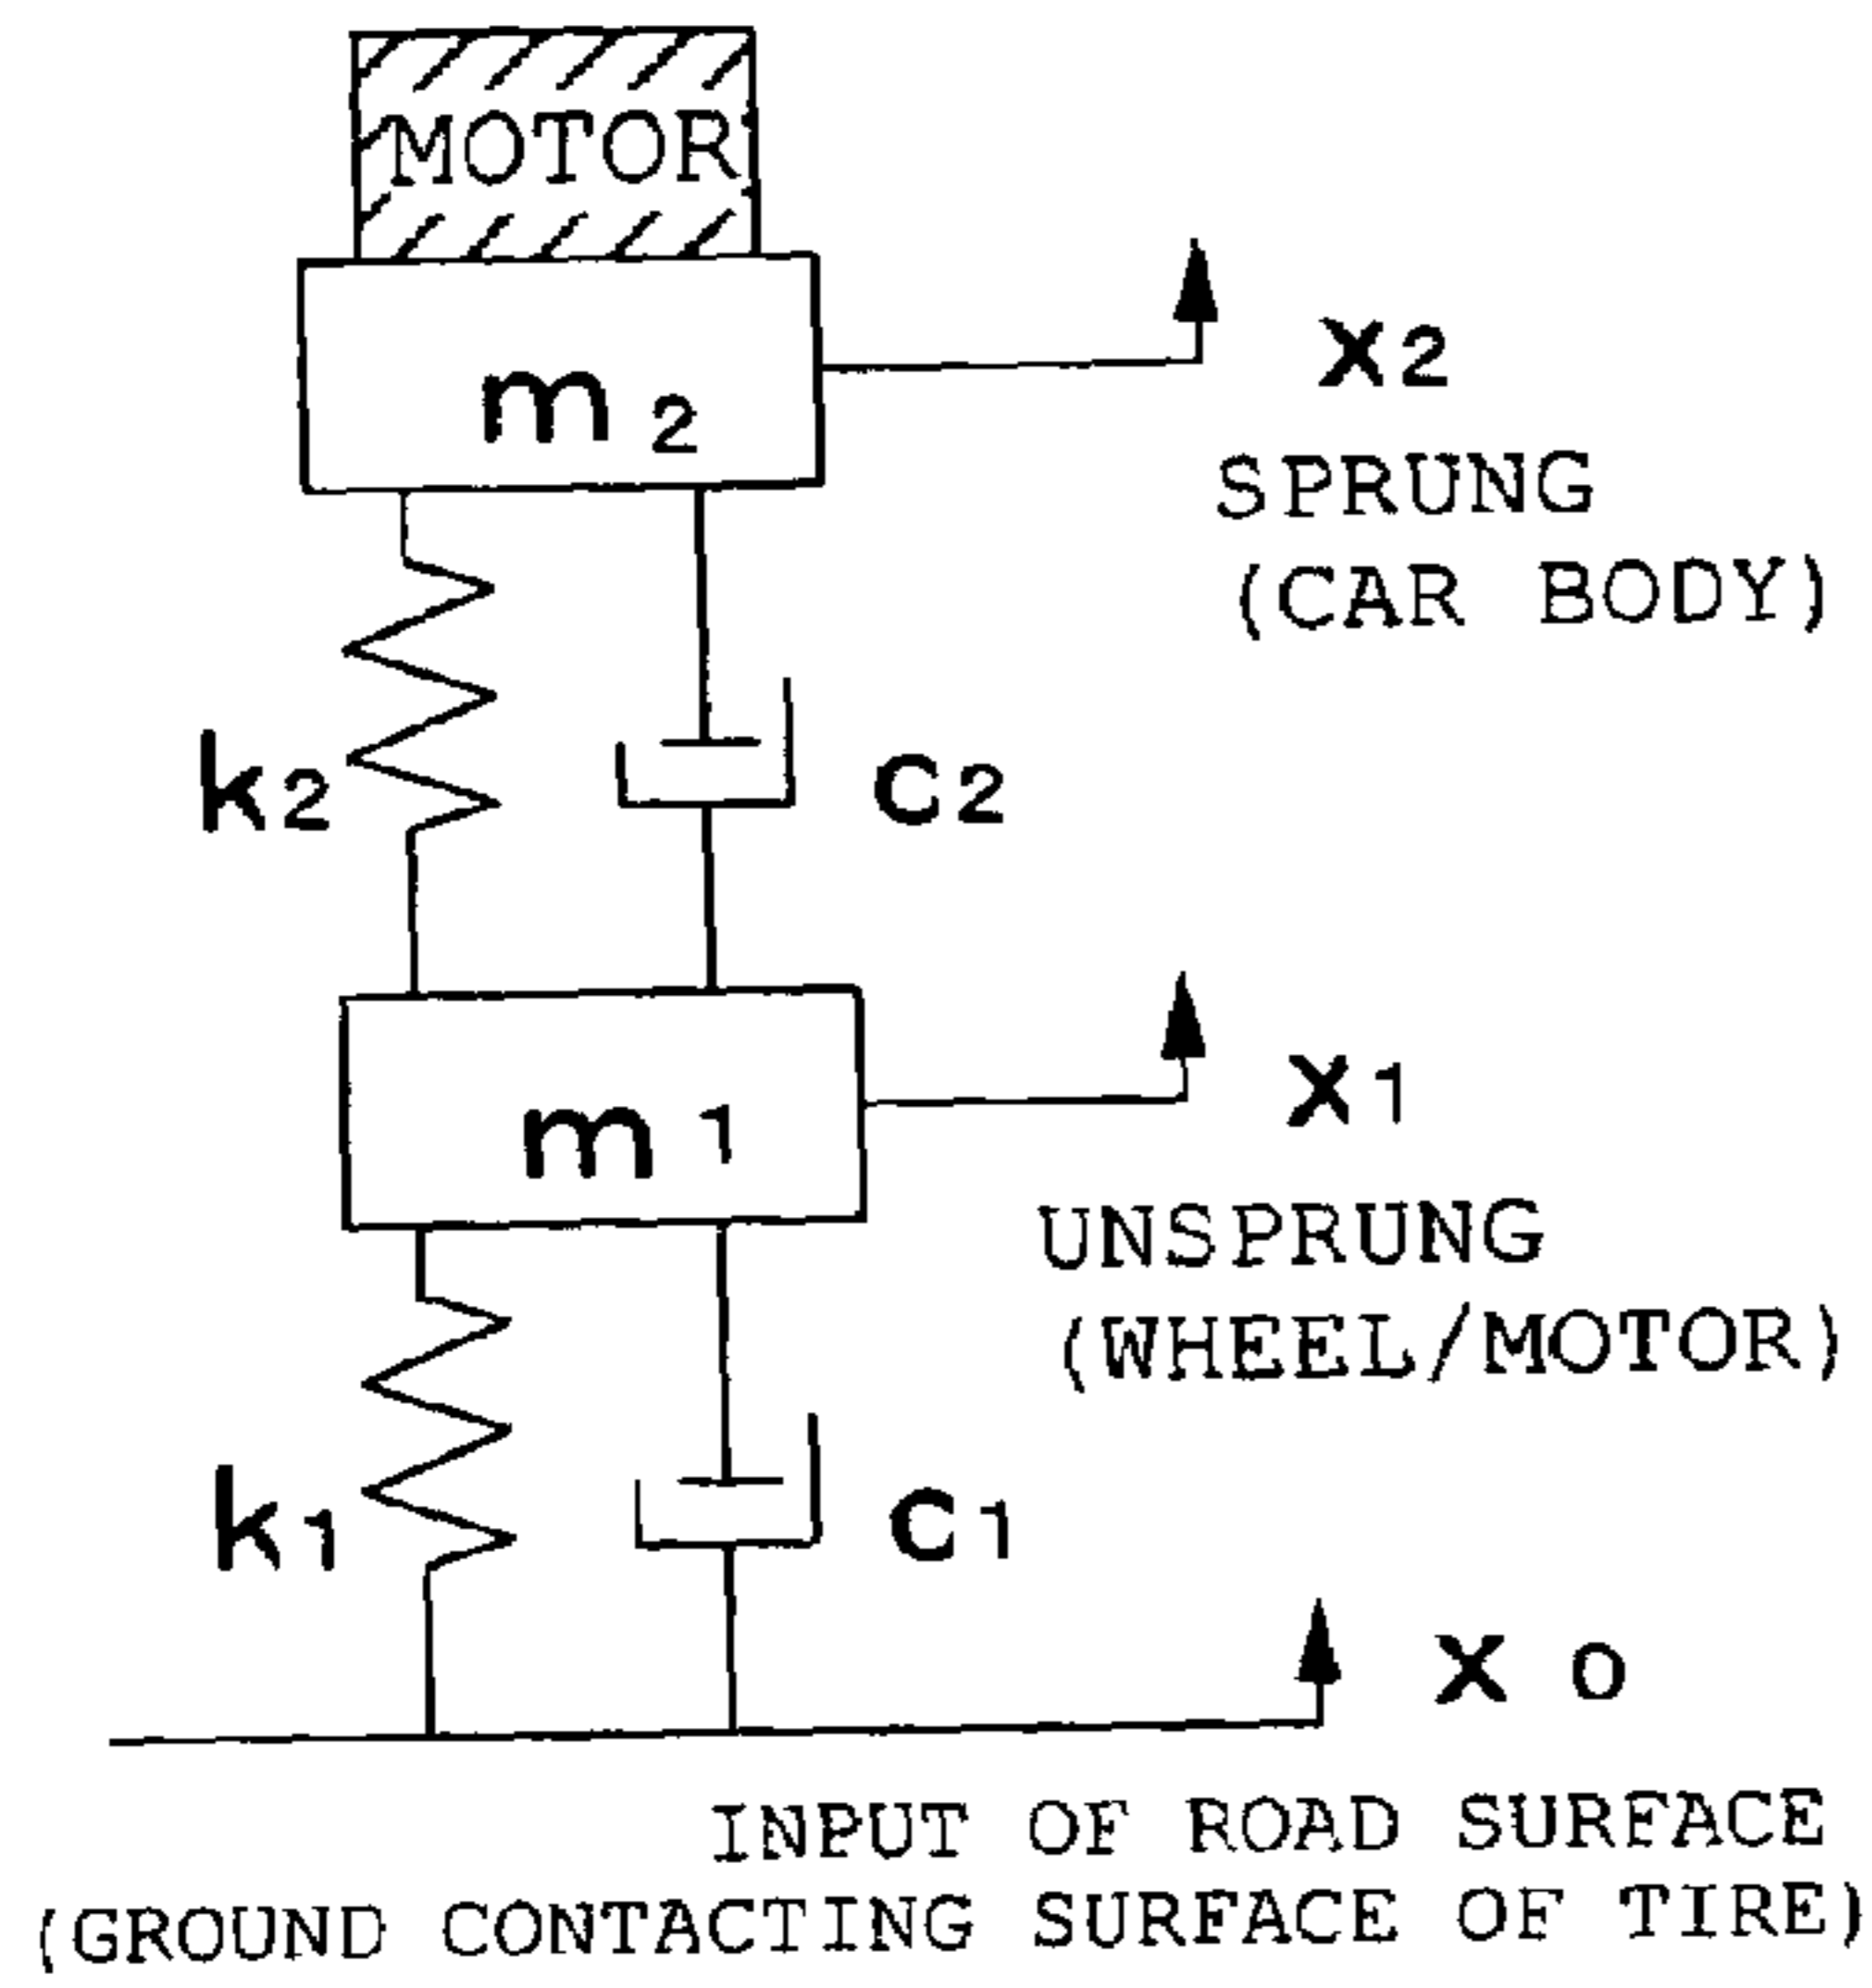 MOTOR
m2
x2
SPRUNG
(CAR BODY)
k2
C2
m1
x1
UNSPRUNG
(WHEEL/MOTOR)
k1
C1
x0
INPUT OF ROAD SURFACE
(GROUND CONTACTING SURFACE OF TIRE)